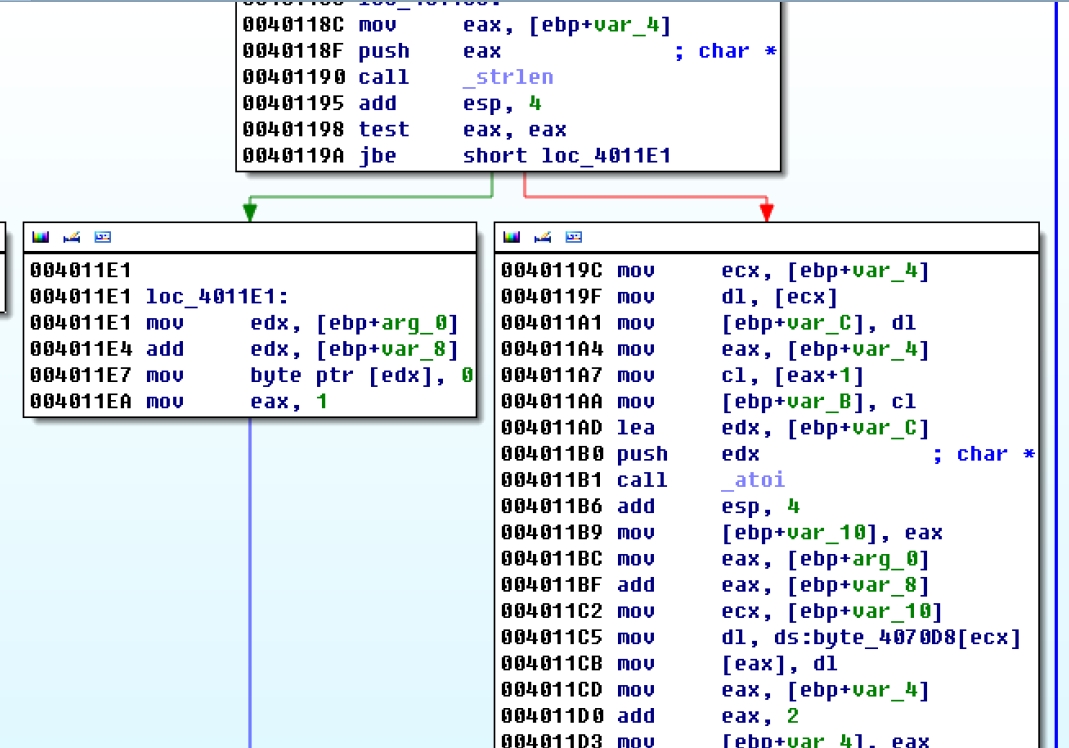 0040118C mov eax, [ebp+var_4]
0040118F push eax ; char *
00401190 call _strlen
00401195 add esp, 4
00401198 test eax, eax
0040119A jbe short loc_4011E1
004011E1
004011E1 loc_4011E1:
004011E1 mov edx, [ebp+arg_0]
004011E4 add edx, [ebp+var_8]
004011E7 mov byte ptr [edx], 0
004011EA mov eax, 1
0040119C mov ecx, [ebp+var_4]
0040119F mov dl, [ecx]
004011A1 mov [ebp+var_C], dl
004011A4 mov eax, [ebp+var_4]
004011A7 mov cl, [eax+1]
004011AA mov [ebp+var_B], cl
004011AD lea edx, [ebp+var_C]
004011B0 push edx ; char *
004011B1 call _atoi
004011B6 add esp, 4
004011B9 mov [ebp+var_10], eax
004011BC mov eax, [ebp+arg_0]
004011BF add eax, [ebp+var_8]
004011C2 mov ecx, [ebp+var_10]
004011C5 mov dl, ds:byte_4070D8[ecx]
004011CB mov [eax], dl
004011CD mov eax, [ebp+var_4]
004011D0 add eax, 2
004011D3 mov [ebp+var_4], eax